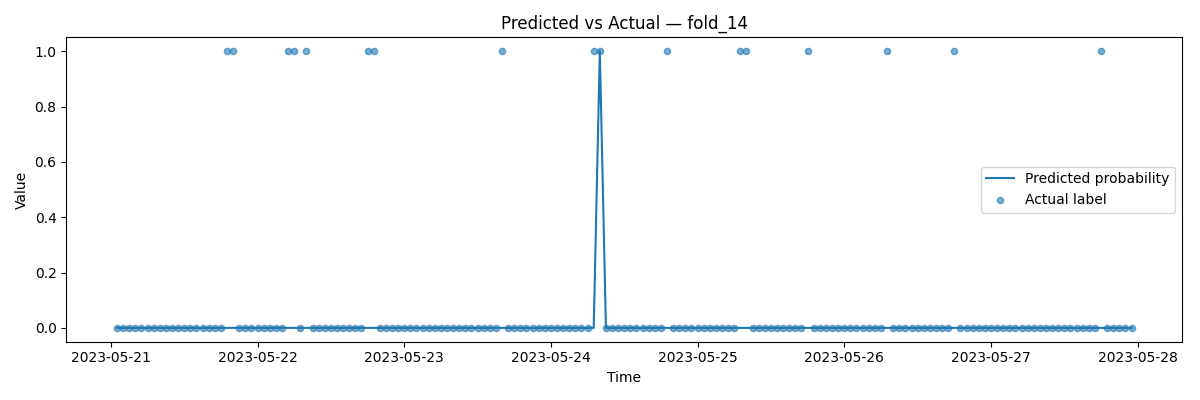 Predicted vs Actual — fold_14
Value
1.0
0.8
0.6
0.4
0.2
0.0
Predicted probability
Actual label
2023-05-21 2023-05-22 2023-05-23 2023-05-24 2023-05-25 2023-05-26 2023-05-27 2023-05-28
Time